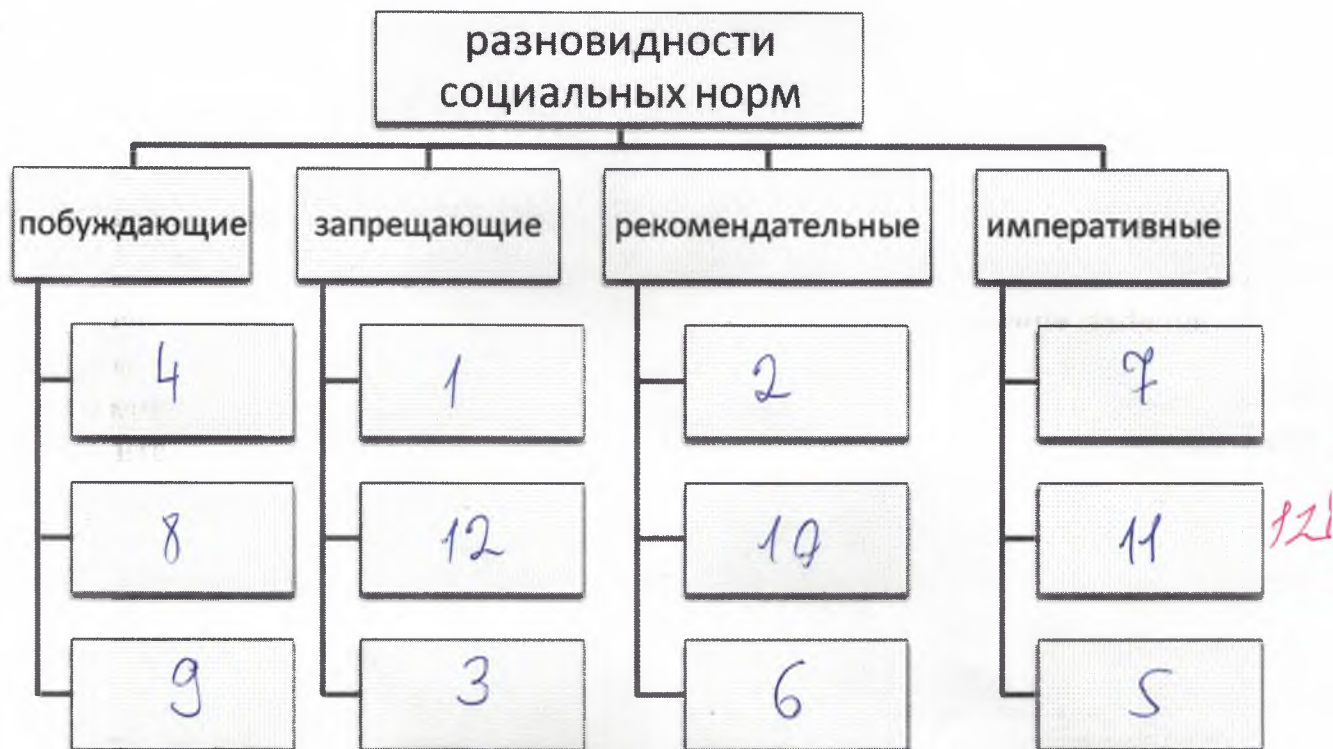 разновидности
социальных норм
побуждающие
запрещающие
рекомендательные
императивные
4
1
2
7
8
12
10
11
9
3
6
5